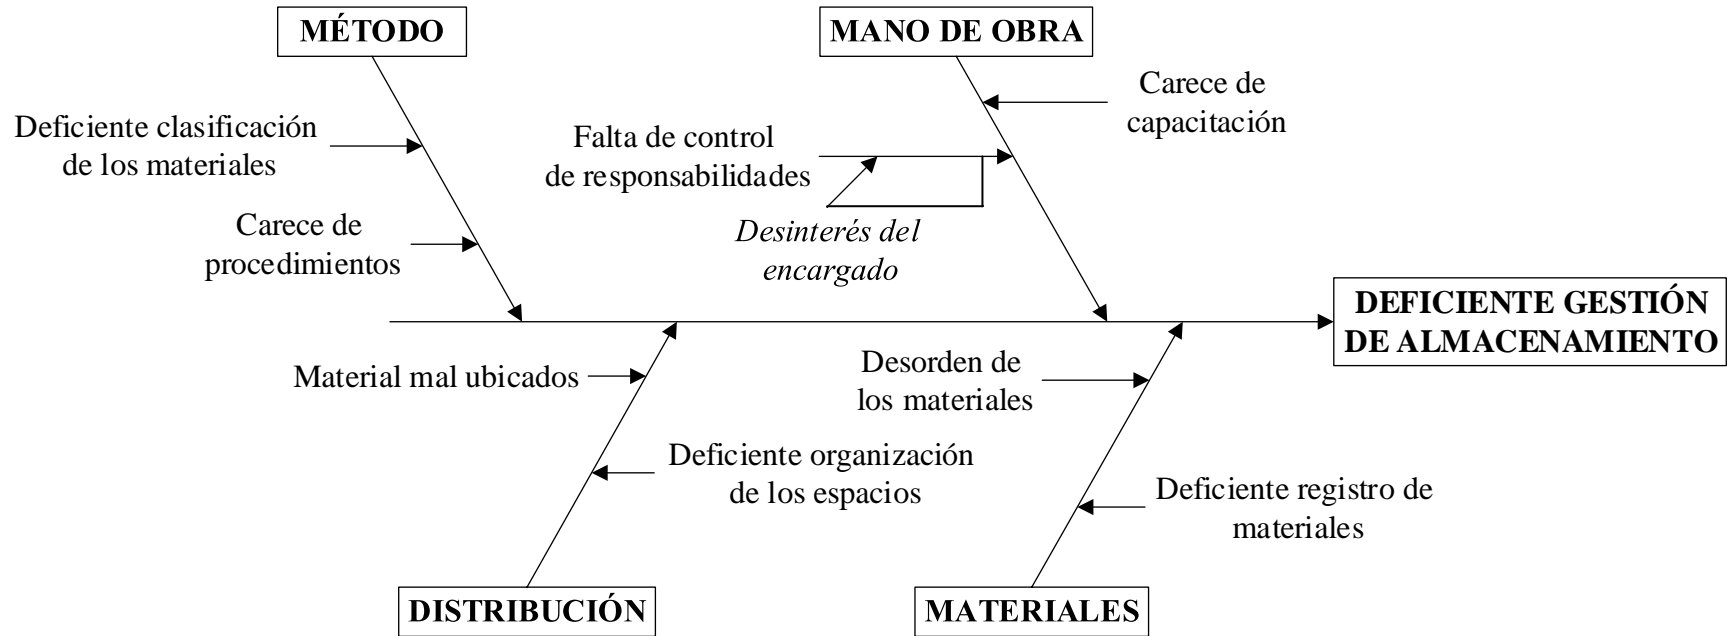 MÉTODO
MANO DE OBRA
Carece de
capacitación
Deficiente clasificación
de los materiales
Falta de control
de responsabilidades
Carece de
procedimientos
Desinterés del
encargado
DEFICIENTE GESTIÓN
DE ALMACENAMIENTO
Material mal ubicados
Desorden de
los materiales
Deficiente organización
de los espacios
Deficiente registro de
materiales
DISTRIBUCIÓN
MATERIALES